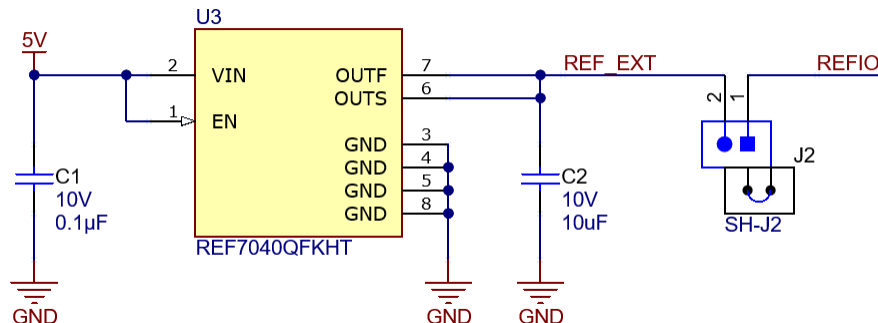 U3
5V
2 VIN OUTF 7 REF_EXT REFIO
OUTS 6
1 EN
2 1
GND 3
GND 4
GND 5
GND 8
C1
10V
0.1µF
C2
10V
10uF
J2
SH-J2
REF7040QFKHT
GND GND GND